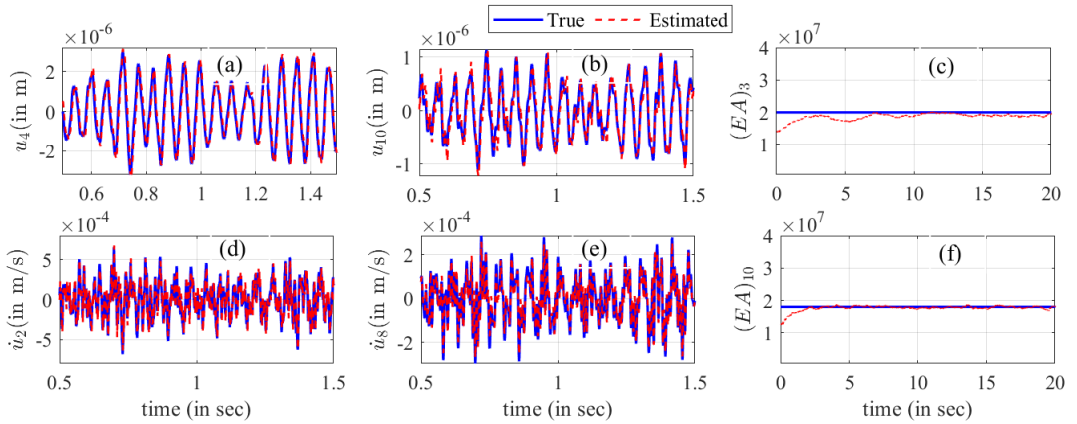 True Estimated
×10⁻⁶
(a)
u₄(in m)
2
0
-2
0.6 0.8 1 1.2 1.4
×10⁻⁶
(b)
u₁₀(in m)
1
0
-1
0.5 1 1.5
×10⁷
(c)
(EA)₃
4
3
2
1
0 5 10 15 20
×10⁻⁴
(d)
u̇₂(in m/s)
5
0
-5
0.5 1 1.5
time (in sec)
×10⁻⁴
(e)
u̇₈(in m/s)
2
0
-2
0.5 1 1.5
time (in sec)
×10⁷
(f)
(EA)₁₀
4
3
2
1
0 5 10 15 20
time (in sec)